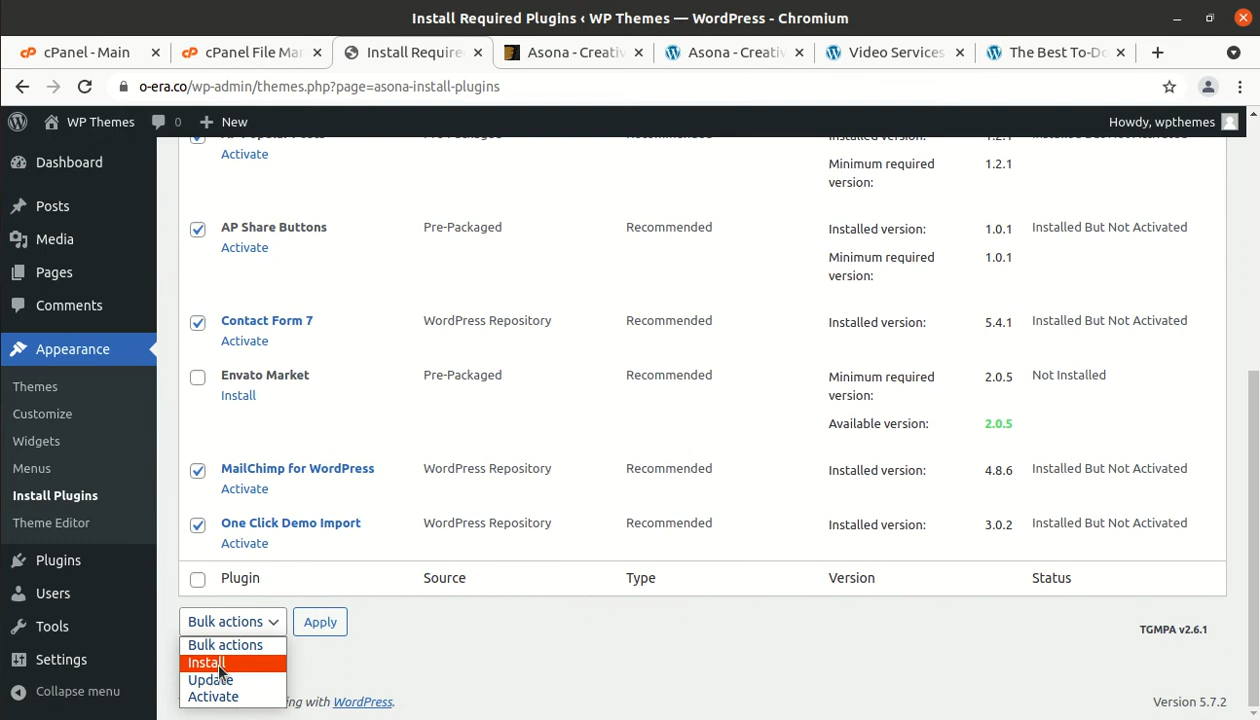 Install Required Plugins ‹ WP Themes — WordPress - Chromium
cPanel - Main
cPanel File Ma
Install Require
Asona - Creativ
Asona - Creativ
Video Services
The Best To-Do
o-era.co/wp-admin/themes.php?page=asona-install-plugins
WP Themes
0
New
Howdy, wpthemes
Dashboard
Posts
Media
Pages
Comments
Appearance
Themes
Customize
Widgets
Menus
Install Plugins
Theme Editor
Plugins
Users
Tools
Settings
Collapse menu
Activate
Minimum required version: 1.2.1
AP Share Buttons
Activate
Pre-Packaged
Recommended
Installed version: 1.0.1
Minimum required version: 1.0.1
Installed But Not Activated
Contact Form 7
Activate
WordPress Repository
Recommended
Installed version: 5.4.1
Installed But Not Activated
Envato Market
Install
Pre-Packaged
Recommended
Minimum required version: 2.0.5
Available version: 2.0.5
Not Installed
MailChimp for WordPress
Activate
WordPress Repository
Recommended
Installed version: 4.8.6
Installed But Not Activated
One Click Demo Import
Activate
WordPress Repository
Recommended
Installed version: 3.0.2
Installed But Not Activated
Plugin Source Type Version Status
Bulk actions
Apply
Bulk actions
Install
Update
Activate
TGMPA v2.6.1
ing with WordPress.
Version 5.7.2